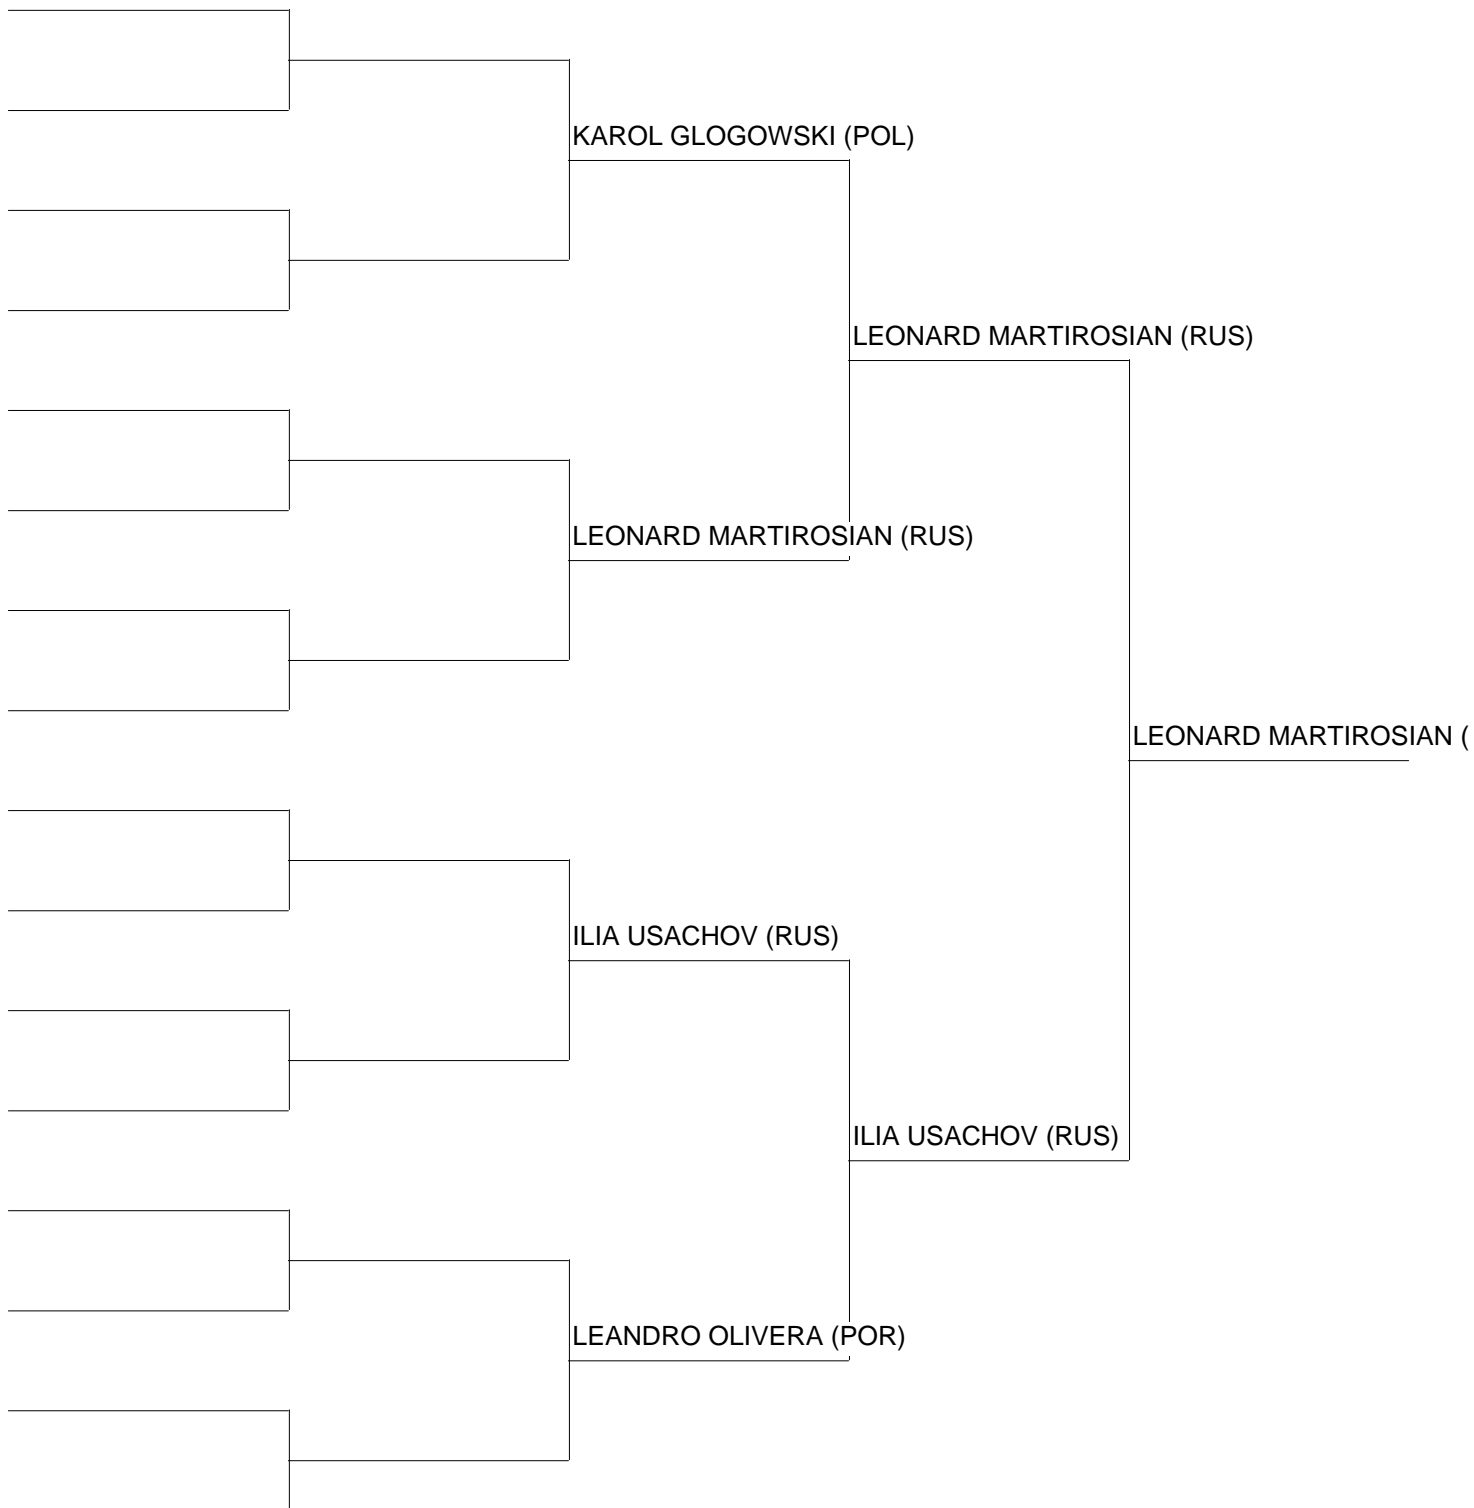 KAROL GLOGOWSKI (POL)
LEONARD MARTIROSIAN (RUS)
LEONARD MARTIROSIAN (RUS)
LEONARD MARTIROSIAN (
ILIA USACHOV (RUS)
ILIA USACHOV (RUS)
LEANDRO OLIVERA (POR)